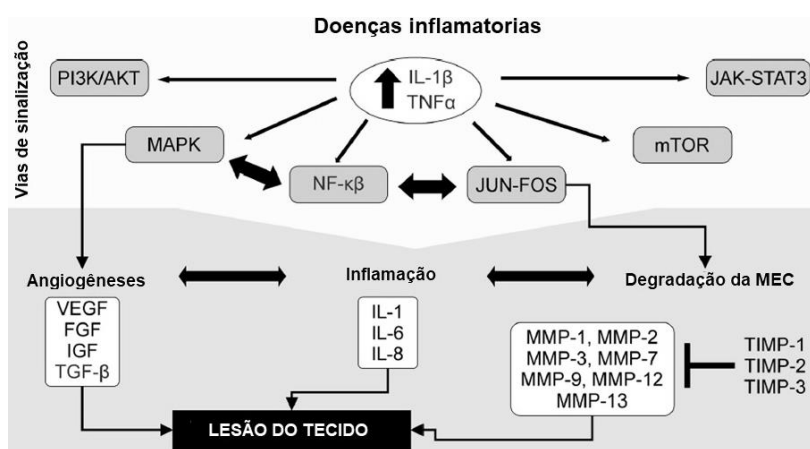 Doenças inflamatorias
Vias de sinalização
PI3K/AKT
IL-1β
TNFα
JAK-STAT3
MAPK
mTOR
NF-κβ
JUN-FOS
Angiogêneses
Inflamação
Degradação da MEC
VEGF
FGF
IGF
TGF-β
IL-1
IL-6
IL-8
MMP-1, MMP-2
MMP-3, MMP-7
MMP-9, MMP-12
MMP-13
TIMP-1
TIMP-2
TIMP-3
LESÃO DO TECIDO